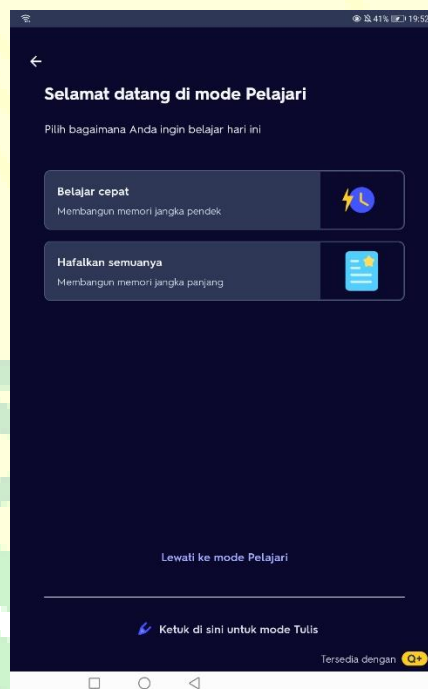 41% 19:52
Selamat datang di mode Pelajari
Pilih bagaimana Anda ingin belajar hari ini
Belajar cepat
Membangun memori jangka pendek
Hafalkan semuanya
Membangun memori jangka panjang
Lewati ke mode Pelajari
Ketuk di sini untuk mode Tulis
Tersedia dengan Q+